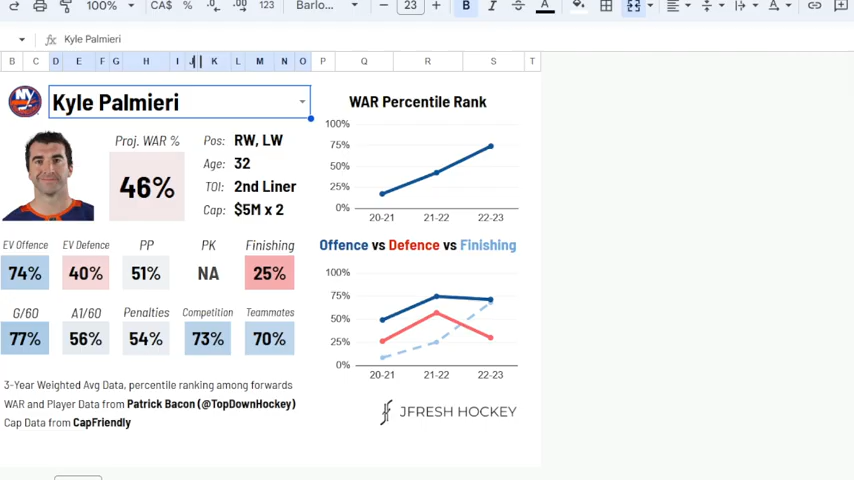 100% CA$ % .0 .00 123 Barlo... 23 B I S A
Kyle Palmieri
B C D E F G H I J K L M N O P Q R S T
Kyle Palmieri
Proj. WAR %
46%
Pos: RW, LW
Age: 32
TOI: 2nd Liner
Cap: $5M x 2
EV Offence EV Defence PP PK Finishing
74% 40% 51% NA 25%
G/60 A1/60 Penalties Competition Teammates
77% 56% 54% 73% 70%
3-Year Weighted Avg Data, percentile ranking among forwards
WAR and Player Data from Patrick Bacon (@TopDownHockey)
Cap Data from CapFriendly
WAR Percentile Rank
100%
75%
50%
25%
0%
20-21 21-22 22-23
Offence vs Defence vs Finishing
100%
75%
50%
25%
0%
20-21 21-22 22-23
JFRESH HOCKEY